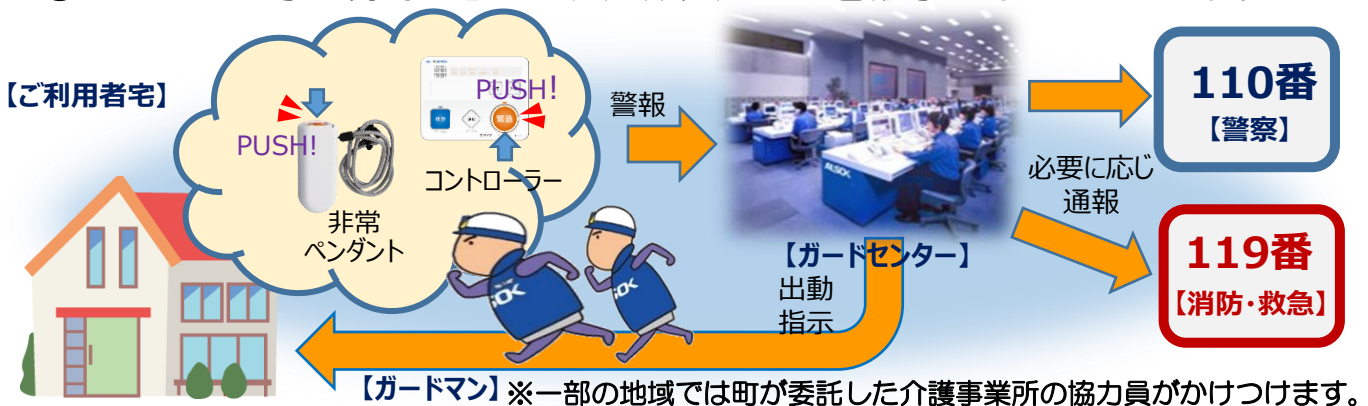 【ご利用者宅】
PUSH!
非常
ペンダント
PUSH!
緊急
コントローラー
警報
ALSOK
【ガードセンター】
出動
指示
必要に応じ
通報
110番
【警察】
119番
【消防・救急】
【ガードマン】
※一部の地域では町が委託した介護事業所の協力員がかけつけます。